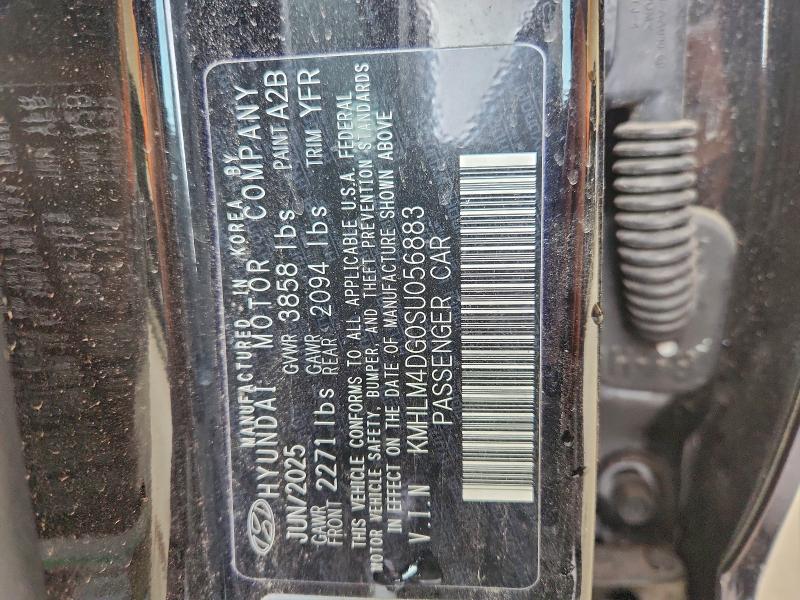 MANUFACTURED IN KOREA BY
HYUNDAI MOTOR COMPANY
JUN/2025 GVWR 3858 lbs PAINT A2B
GAWR FRONT 2271 lbs GAWR REAR 2094 lbs TRIM YFR
THIS VEHICLE CONFORMS TO ALL APPLICABLE U.S.A. FEDERAL
MOTOR VEHICLE SAFETY, BUMPER, AND THEFT PREVENTION STANDARDS
IN EFFECT ON THE DATE OF MANUFACTURE SHOWN ABOVE
V.I.N KMHLM4DG0SU056883
PASSENGER CAR